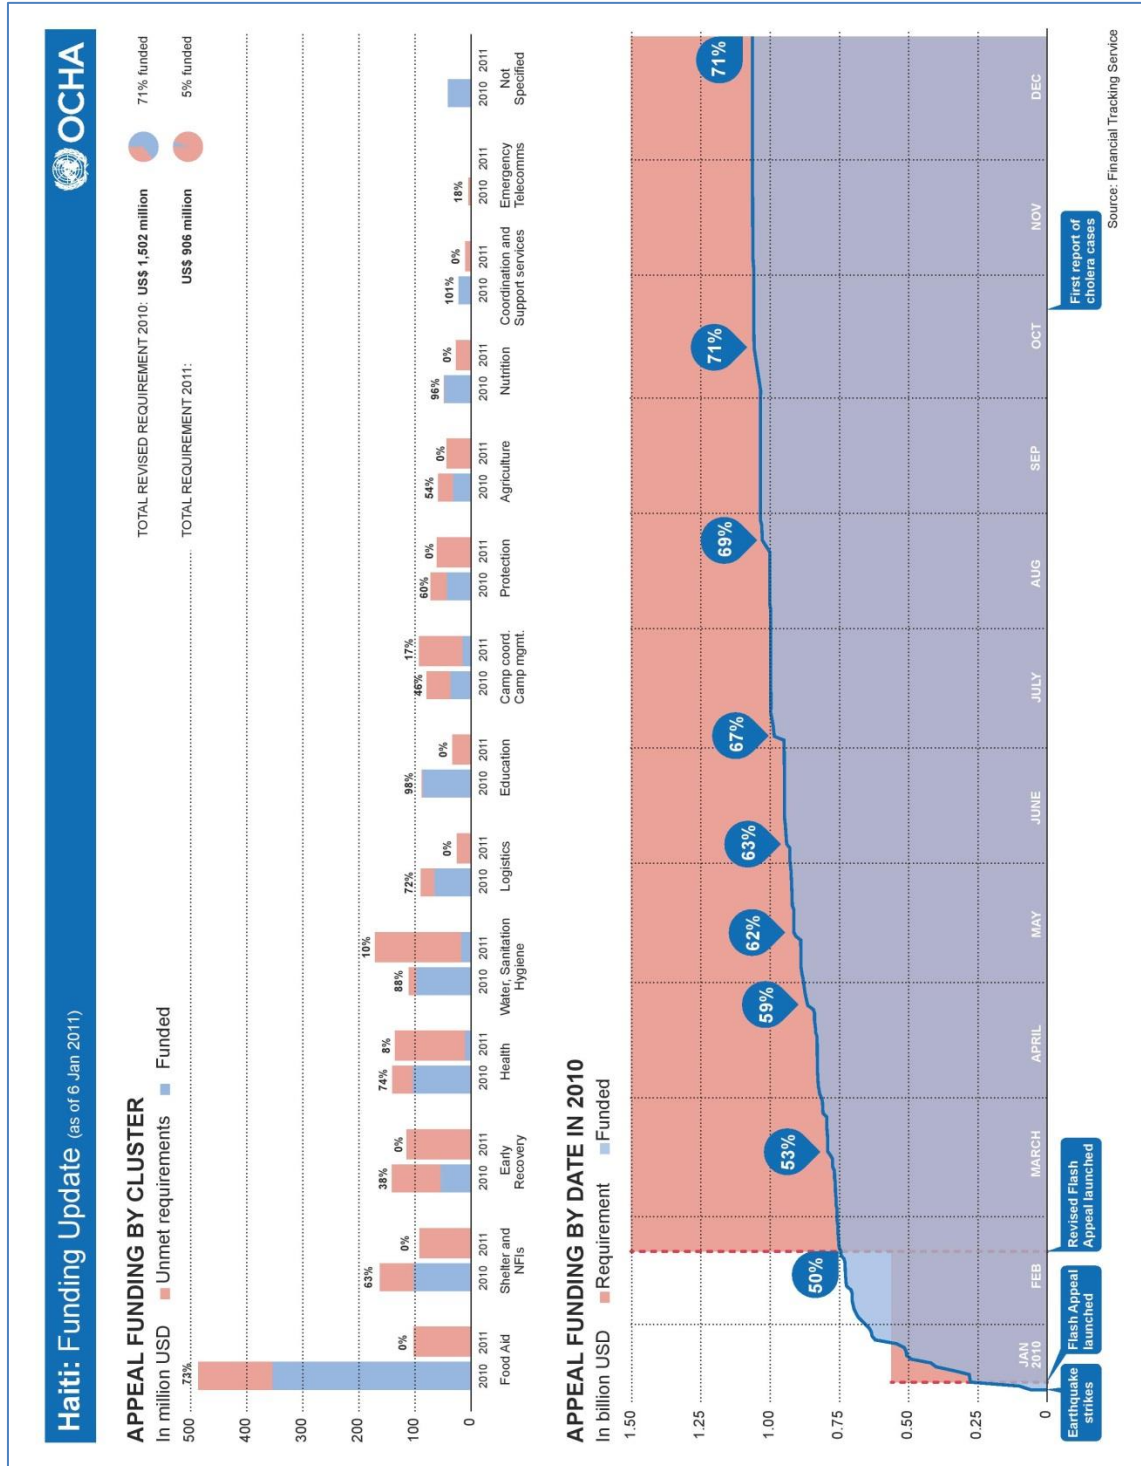 Haiti: Funding Update (as of 6 Jan 2011)
OCHA
APPEAL FUNDING BY CLUSTER
In million USD Unmet requirements Funded
TOTAL REVISED REQUIREMENT 2010: US$ 1,502 million 71% funded
TOTAL REQUIREMENT 2011: US$ 906 million 5% funded
500
400
300
200
100
0
73% 0%
2010 2011
Food Aid
63% 0%
2010 2011
Shelter and
NFIs
38% 0%
2010 2011
Early
Recovery
74% 8%
2010 2011
Health
88% 10%
2010 2011
Water, Sanitation
Hygiene
72% 0%
2010 2011
Logistics
98% 0%
2010 2011
Education
46% 17%
2010 2011
Camp coord.
Camp mgmt.
60% 0%
2010 2011
Protection
54% 0%
2010 2011
Agriculture
96% 0%
2010 2011
Nutrition
101% 0%
2010 2011
Coordination and
Support services
18%
2010 2011
Emergency
Telecomms
2010 2011
Not
Specified
APPEAL FUNDING BY DATE IN 2010
In billion USD Requirement Funded
1.50
1.25
1.00
0.75
0.50
0.25
0
50% 53% 59% 62% 63% 67% 69% 71% 71%
JAN
2010
FEB MARCH APRIL MAY JUNE JULY AUG SEP OCT NOV DEC
Earthquake
strikes
Flash Appeal
launched
Revised Flash
Appeal launched
First report of
cholera cases
Source: Financial Tracking Service